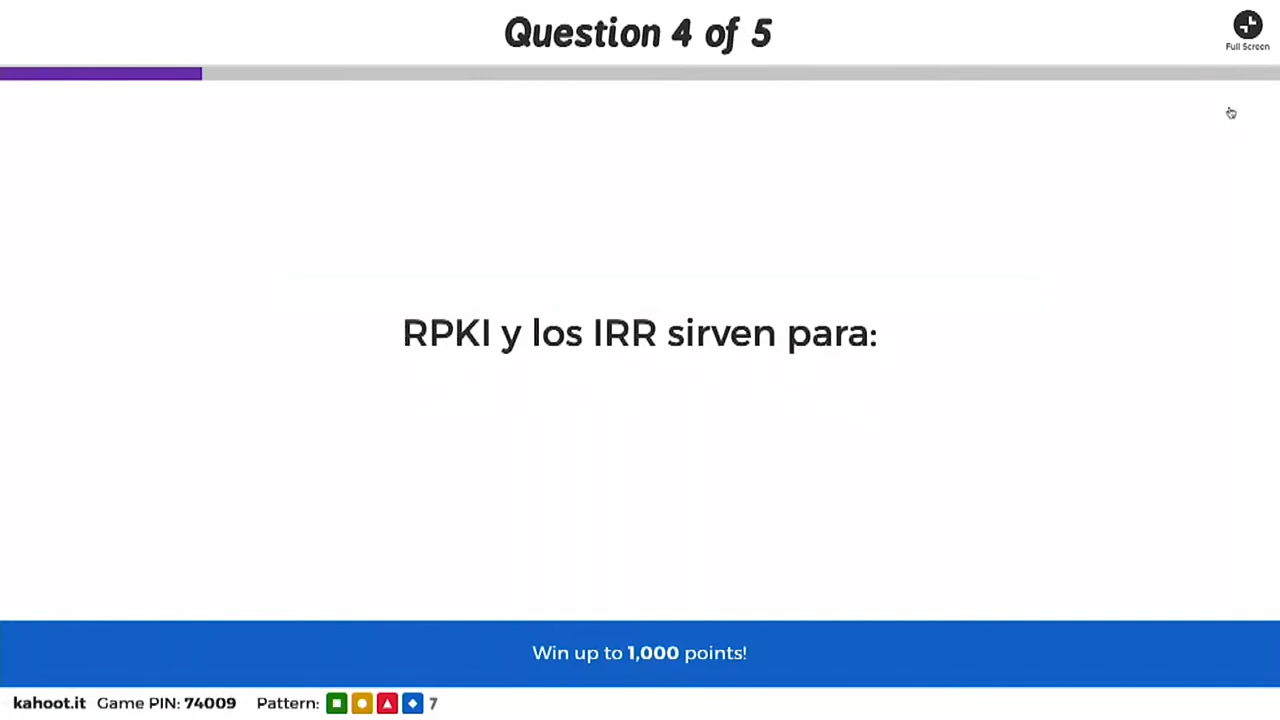 Question 4 of 5
Full Screen
RPKI y los IRR sirven para:
Win up to 1,000 points!
kahoot.it Game PIN: 74009 Pattern: 7